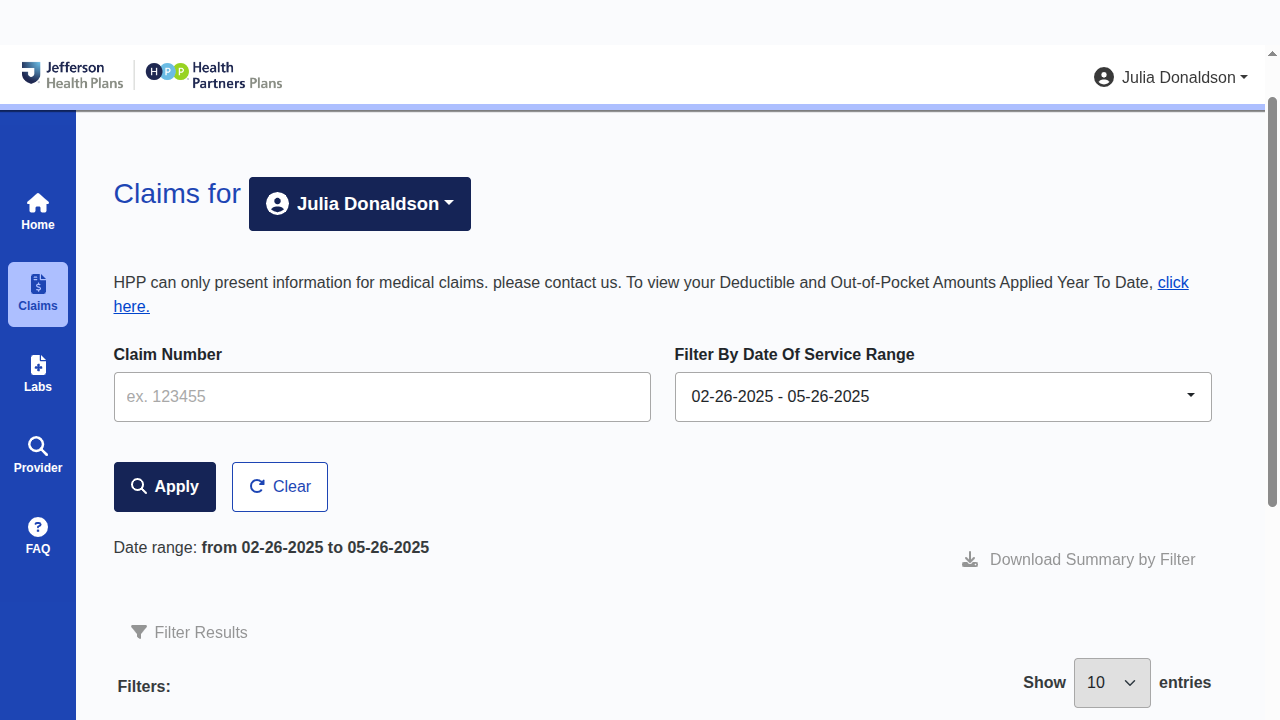 Jefferson
Health Plans
H P P
Health
Partners Plans
Julia Donaldson
Home
Claims
Labs
Provider
FAQ
Claims for
Julia Donaldson
HPP can only present information for medical claims. please contact us. To view your Deductible and Out-of-Pocket Amounts Applied Year To Date, click
here.
Claim Number
Filter By Date Of Service Range
ex. 123455
02-26-2025 - 05-26-2025
Apply
Clear
Date range: from 02-26-2025 to 05-26-2025
Download Summary by Filter
Filter Results
Filters:
Show 10 entries